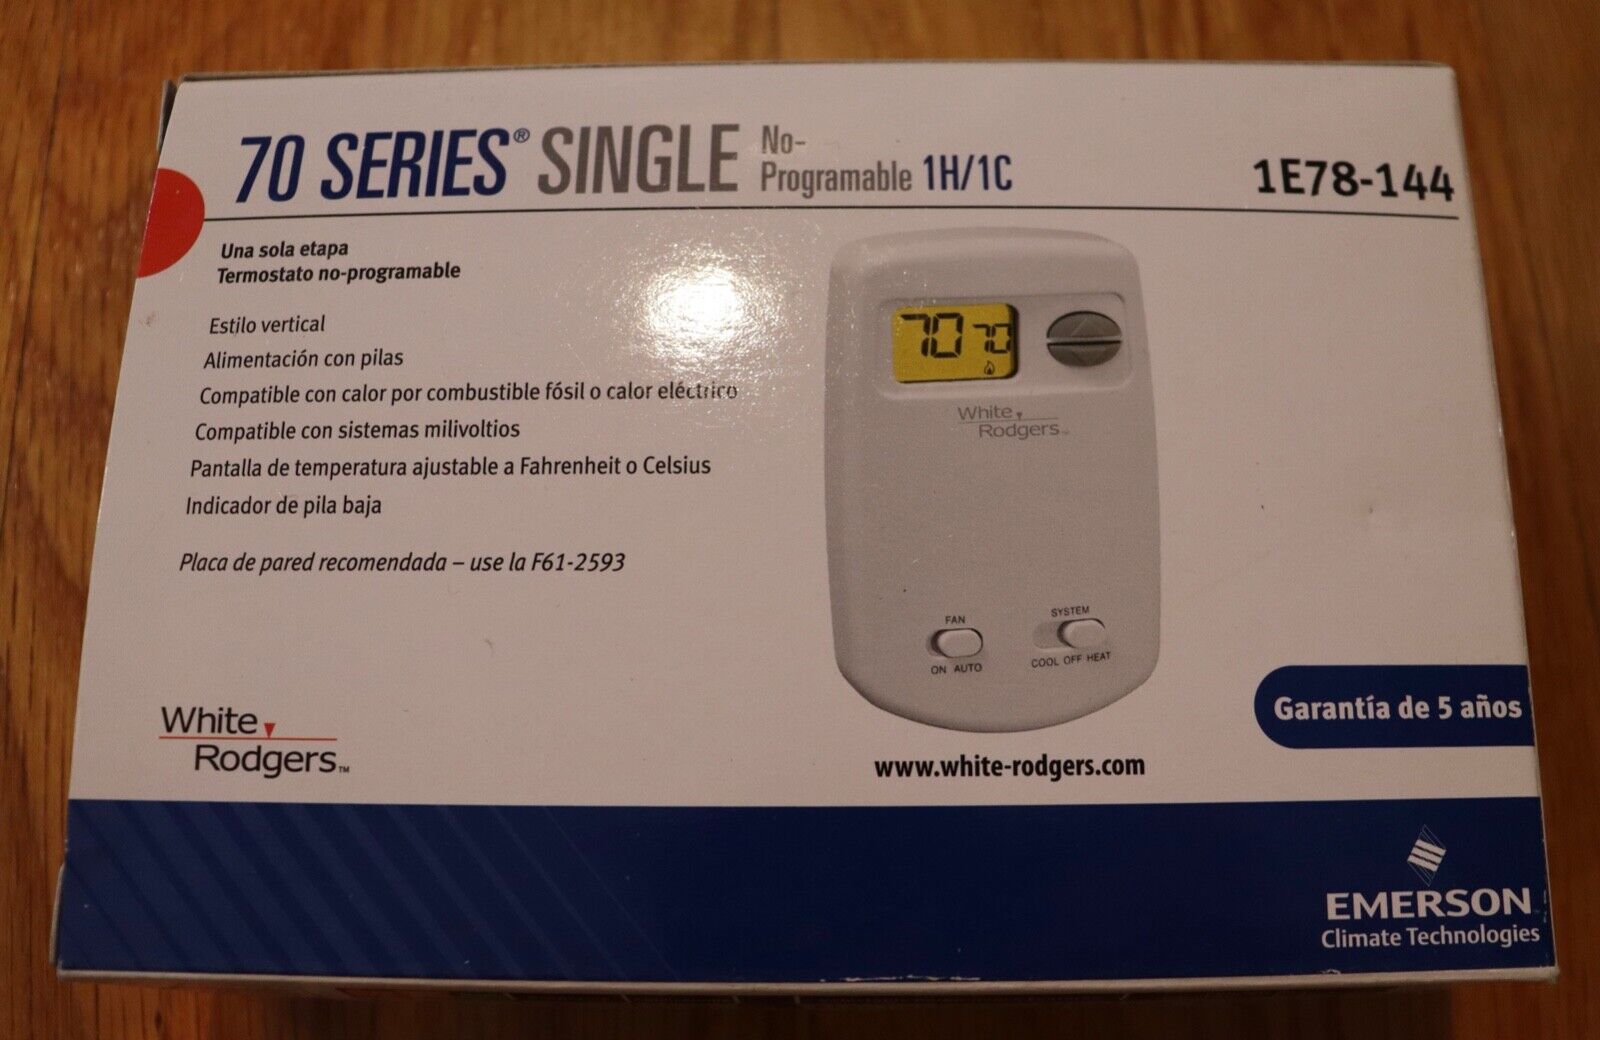 70 SERIES® SINGLE No-Programable 1H/1C
1E78-144
Una sola etapa
Termostato no-programable
Estilo vertical
Alimentación con pilas
Compatible con calor por combustible fósil o calor eléctrico
Compatible con sistemas milivoltios
Pantalla de temperatura ajustable a Fahrenheit o Celsius
Indicador de pila baja
Placa de pared recomendada – use la F61-2593
White
Rodgers™
70 70
White
Rodgers™
FAN
ON AUTO
SYSTEM
COOL OFF HEAT
www.white-rodgers.com
Garantía de 5 años
EMERSON
Climate Technologies